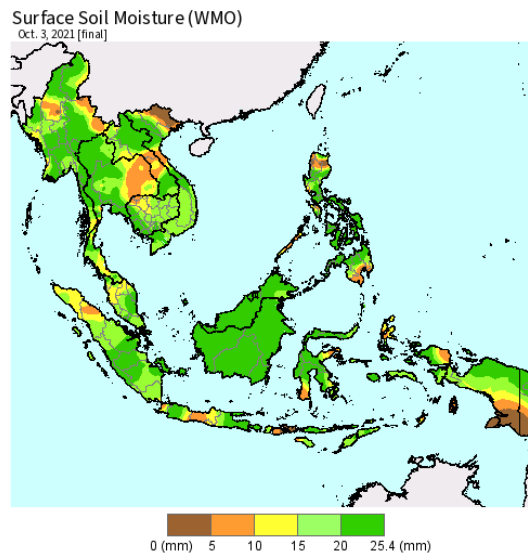 Surface Soil Moisture (WMO)
Oct. 3, 2021 [final]
0 (mm) 5 10 15 20 25.4 (mm)